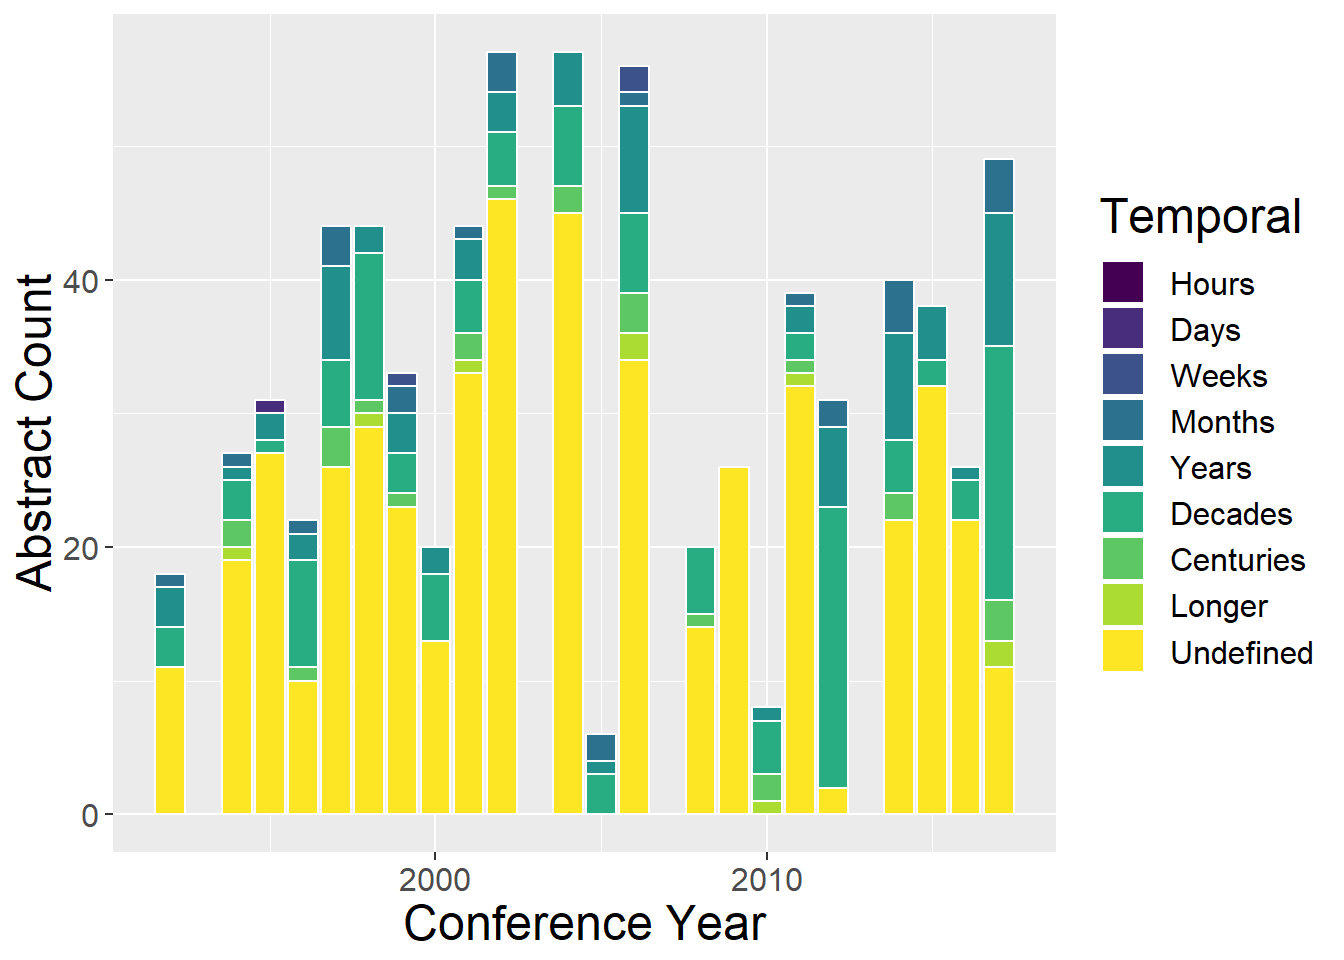 Abstract Count
40
20
0
2000
2010
Conference Year
Temporal
Hours
Days
Weeks
Months
Years
Decades
Centuries
Longer
Undefined